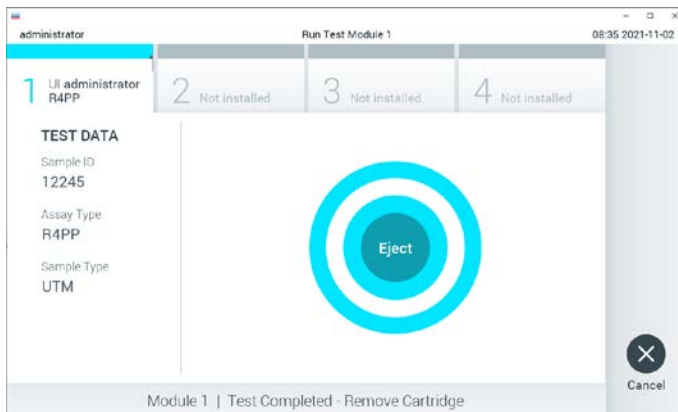 administrator Run Test Module 1 08:35 2021-11-02
1 UI administrator
R4PP
2 Not installed
3 Not installed
4 Not installed
TEST DATA
Sample ID
12245
Assay Type
R4PP
Sample Type
UTM
Eject
Cancel
Module 1 | Test Completed - Remove Cartridge